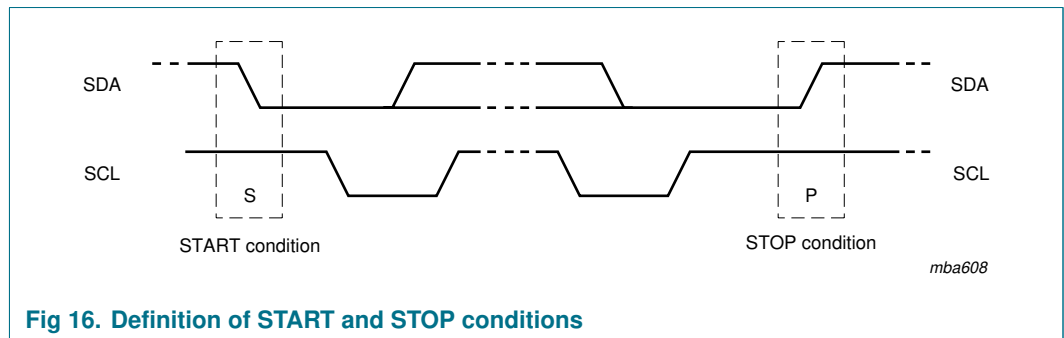 SDA
SDA
SCL
SCL
S
P
START condition
STOP condition
mba608
Fig 16. Definition of START and STOP conditions